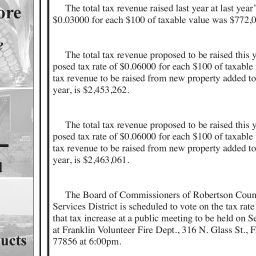 ore
The total tax revenue raised last year at last year'
$0.03000 for each $100 of taxable value was $772,0
?
The total tax revenue proposed to be raised this y
posed tax rate of $0.06000 for each $100 of taxable
tax revenue to be raised from new property added to
year, is $2,453,262.
The total tax revenue proposed to be raised this y
posed tax rate of $0.06000 for each $100 of taxable
tax revenue to be raised from new property added to
year, is $2,463,061.
The Board of Commissioners of Robertson Coun
Services District is scheduled to vote on the tax rate
that tax increase at a public meeting to be held on Se
at Franklin Volunteer Fire Dept., 316 N. Glass St., F
77856 at 6:00pm.
ucts